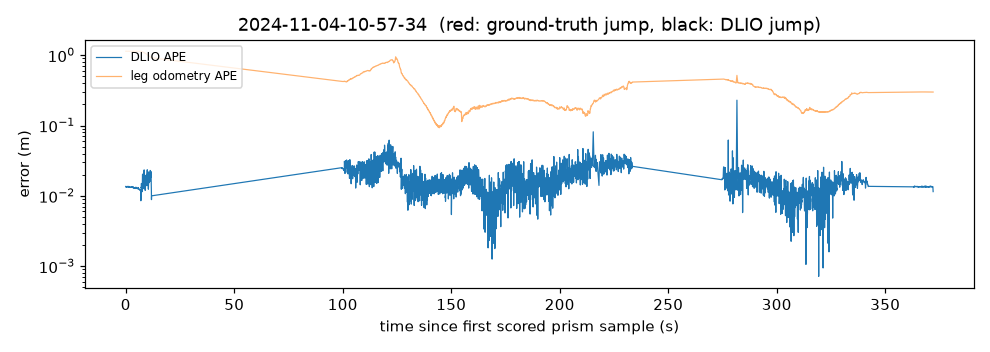 2024-11-04-10-57-34  (red: ground-truth jump, black: DLIO jump)
DLIO APE
leg odometry APE
error (m)
10⁰
10⁻¹
10⁻²
10⁻³
0 50 100 150 200 250 300 350
time since first scored prism sample (s)